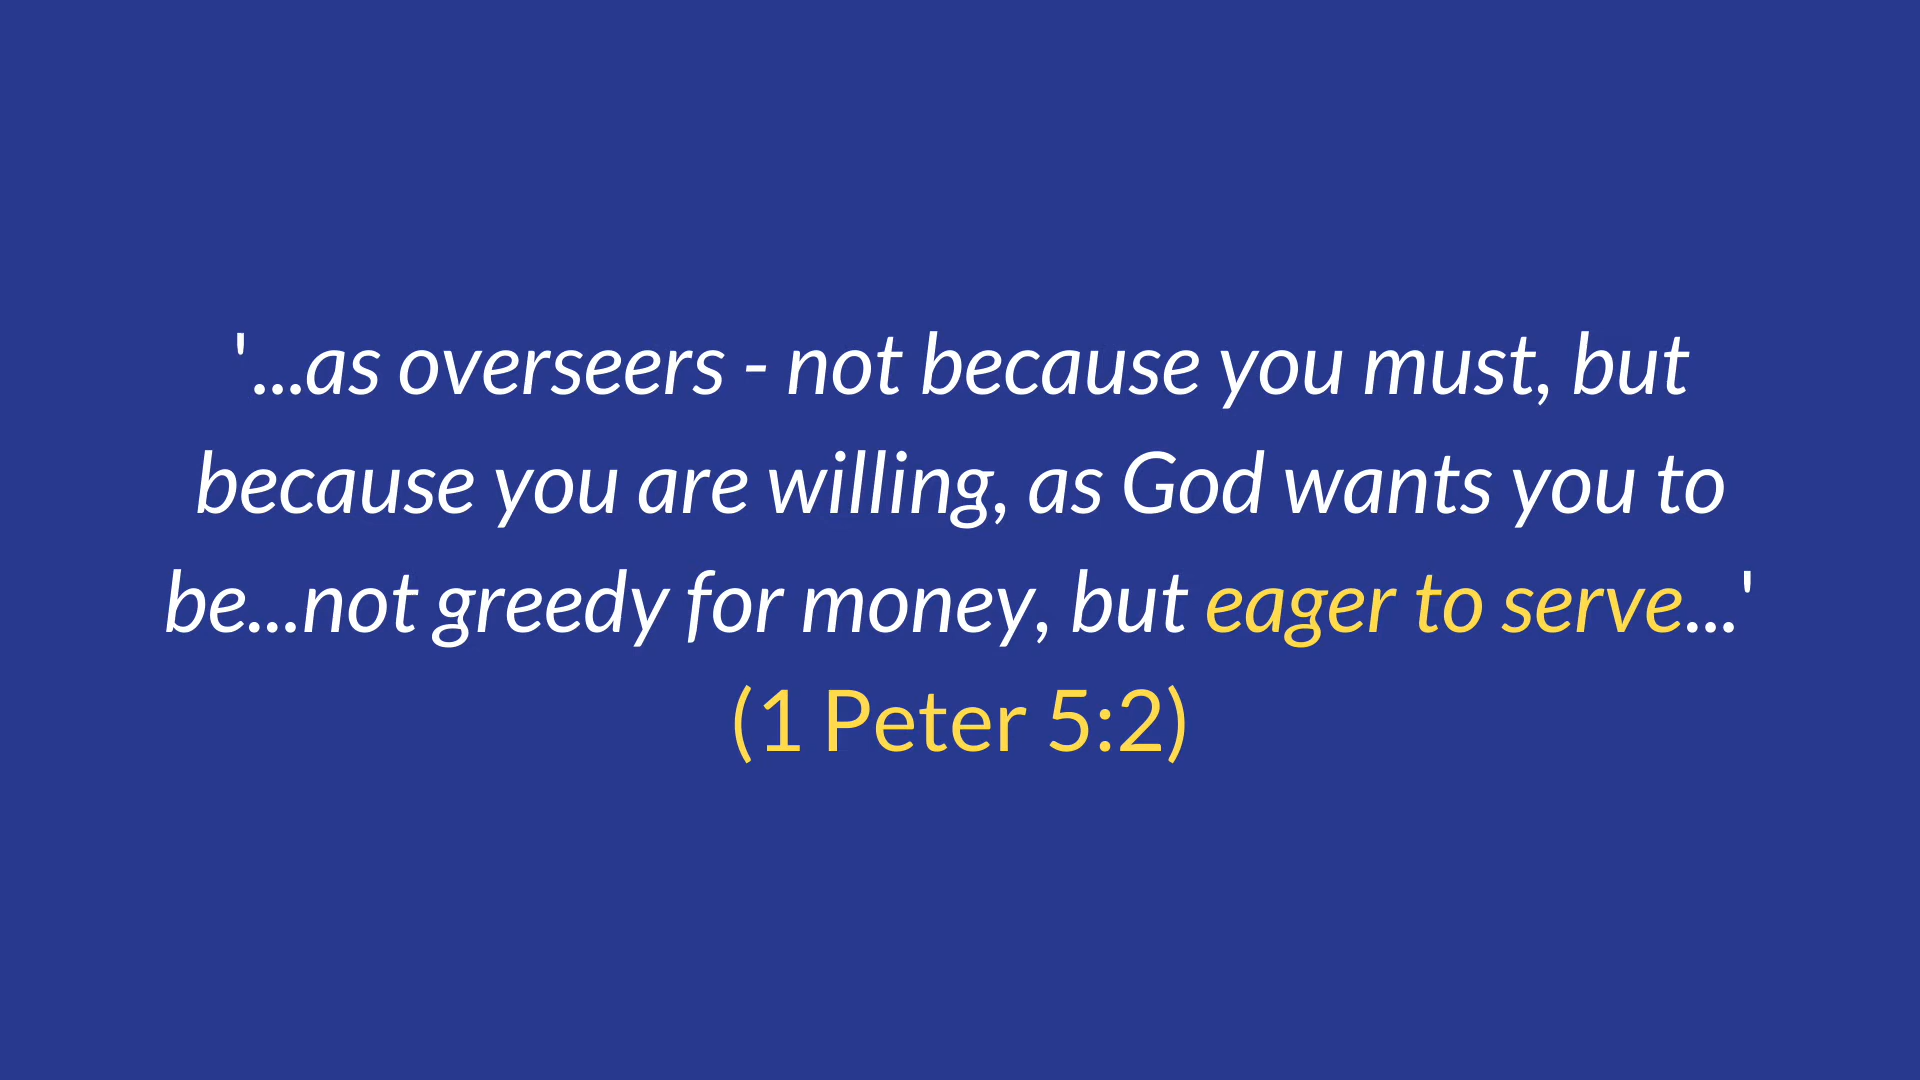 '...as overseers - not because you must, but
because you are willing, as God wants you to
be...not greedy for money, but eager to serve...'
(1 Peter 5:2)